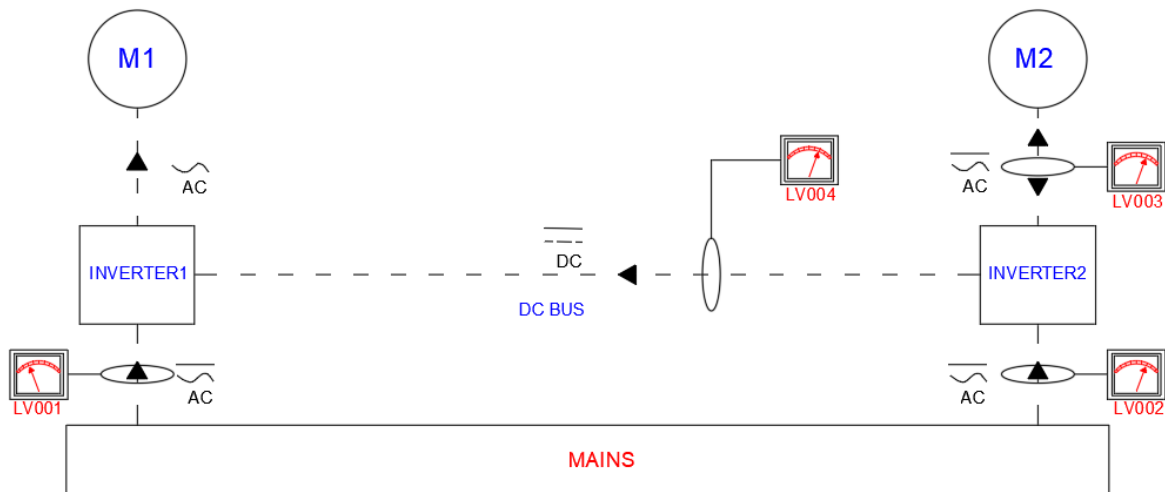 M1
M2
AC
LV004
AC
LV003
DC
INVERTER1
INVERTER2
DC BUS
LV001
AC
AC
LV002
MAINS